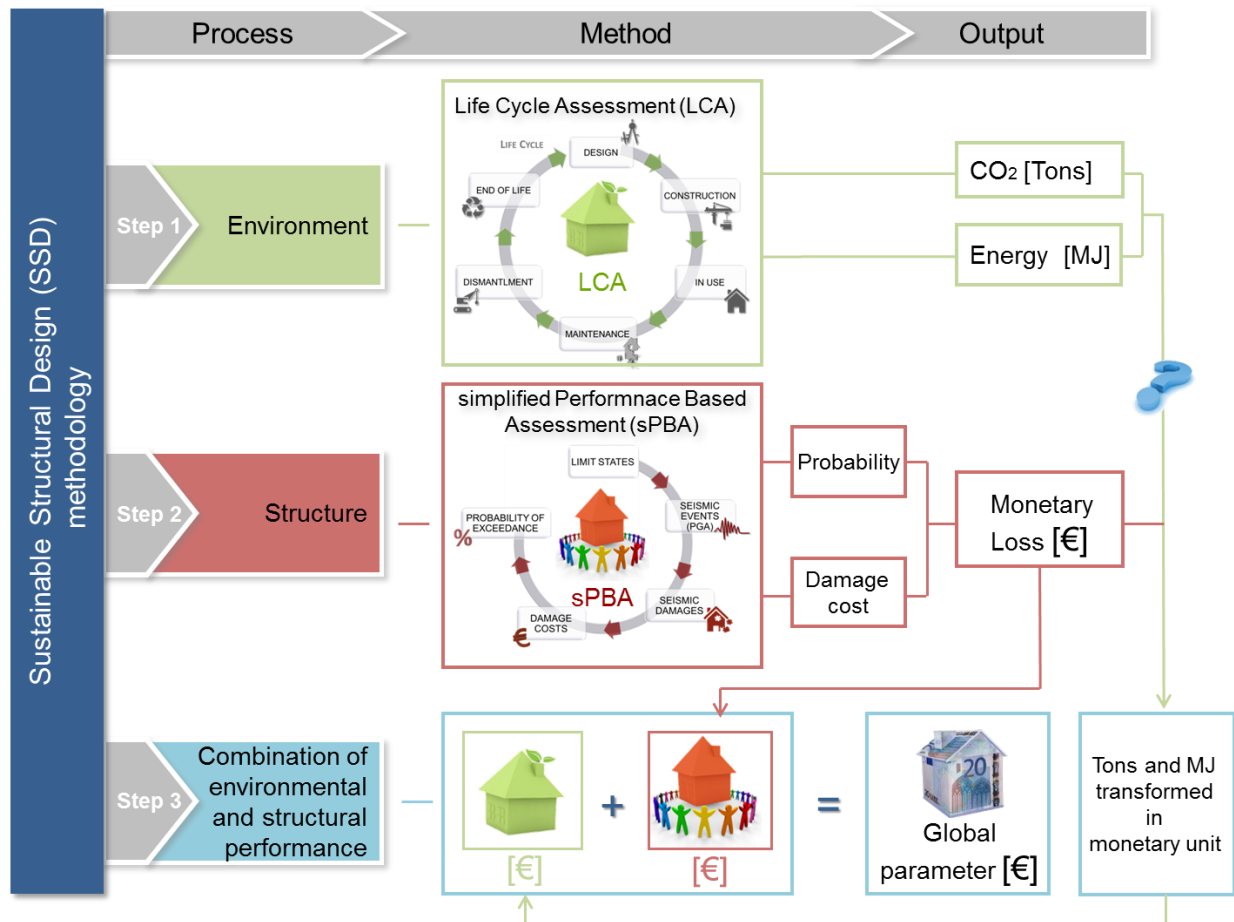 Process
Method
Output
Sustainable Structural Design (SSD)
methodology
Step 1
Environment
Life Cycle Assessment (LCA)
LIFE CYCLE
DESIGN
CONSTRUCTION
IN USE
MAINTENANCE
DISMANTLMENT
END OF LIFE
LCA
CO₂ [Tons]
Energy [MJ]
?
Step 2
Structure
simplified Performnace Based
Assessment (sPBA)
LIMIT STATES
SEISMIC
EVENTS
(PGA)
SEISMIC
DAMAGES
DAMAGE
COSTS
€
PROBABILITY OF
EXCEEDANCE
%
sPBA
Probability
Damage
cost
Monetary
Loss [€]
Step 3
Combination of
environmental
and structural
performance
[€]
+
[€]
=
20
Global
parameter [€]
Tons and MJ
transformed
in
monetary unit